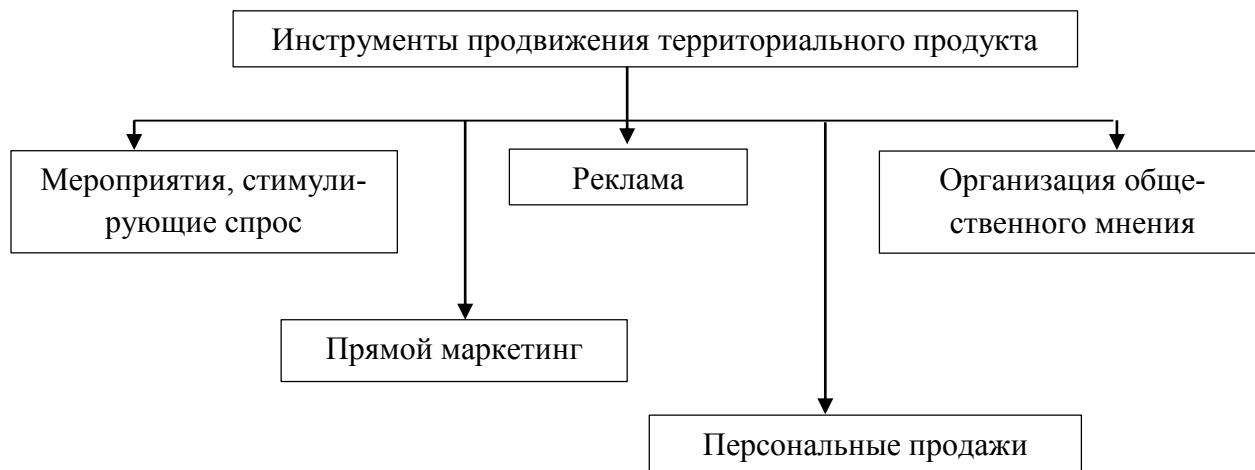 Инструменты продвижения территориального продукта
Мероприятия, стимули-
рующие спрос
Реклама
Организация обще-
ственного мнения
Прямой маркетинг
Персональные продажи